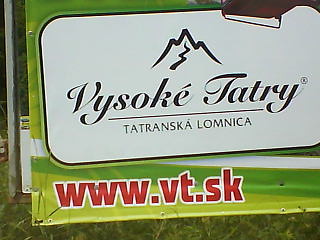 Vysoké Tatry®
TATRANSKÁ LOMNICA
www.vt.sk